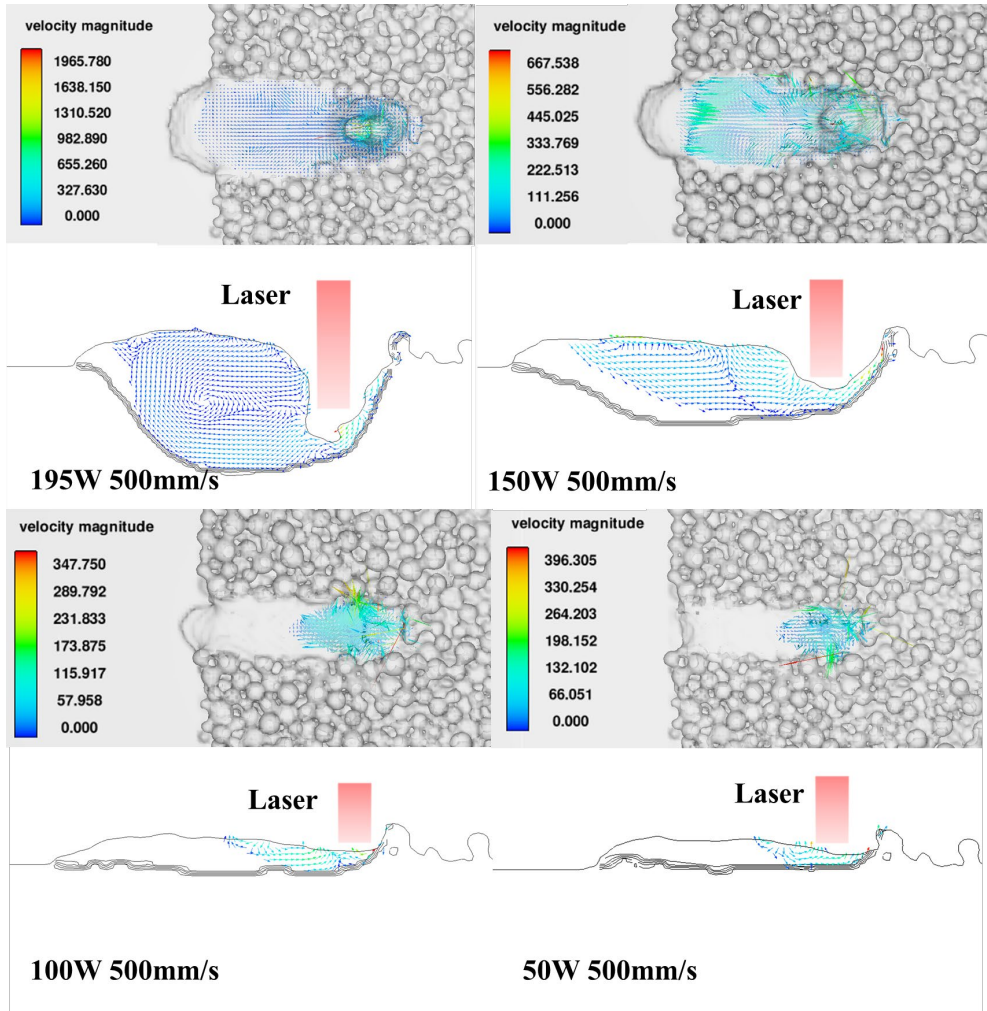 velocity magnitude
1965.780
1638.150
1310.520
982.890
655.260
327.630
0.000
velocity magnitude
667.538
556.282
445.025
333.769
222.513
111.256
0.000
Laser
195W 500mm/s
Laser
150W 500mm/s
velocity magnitude
347.750
289.792
231.833
173.875
115.917
57.958
0.000
velocity magnitude
396.305
330.254
264.203
198.152
132.102
66.051
0.000
Laser
100W 500mm/s
Laser
50W 500mm/s